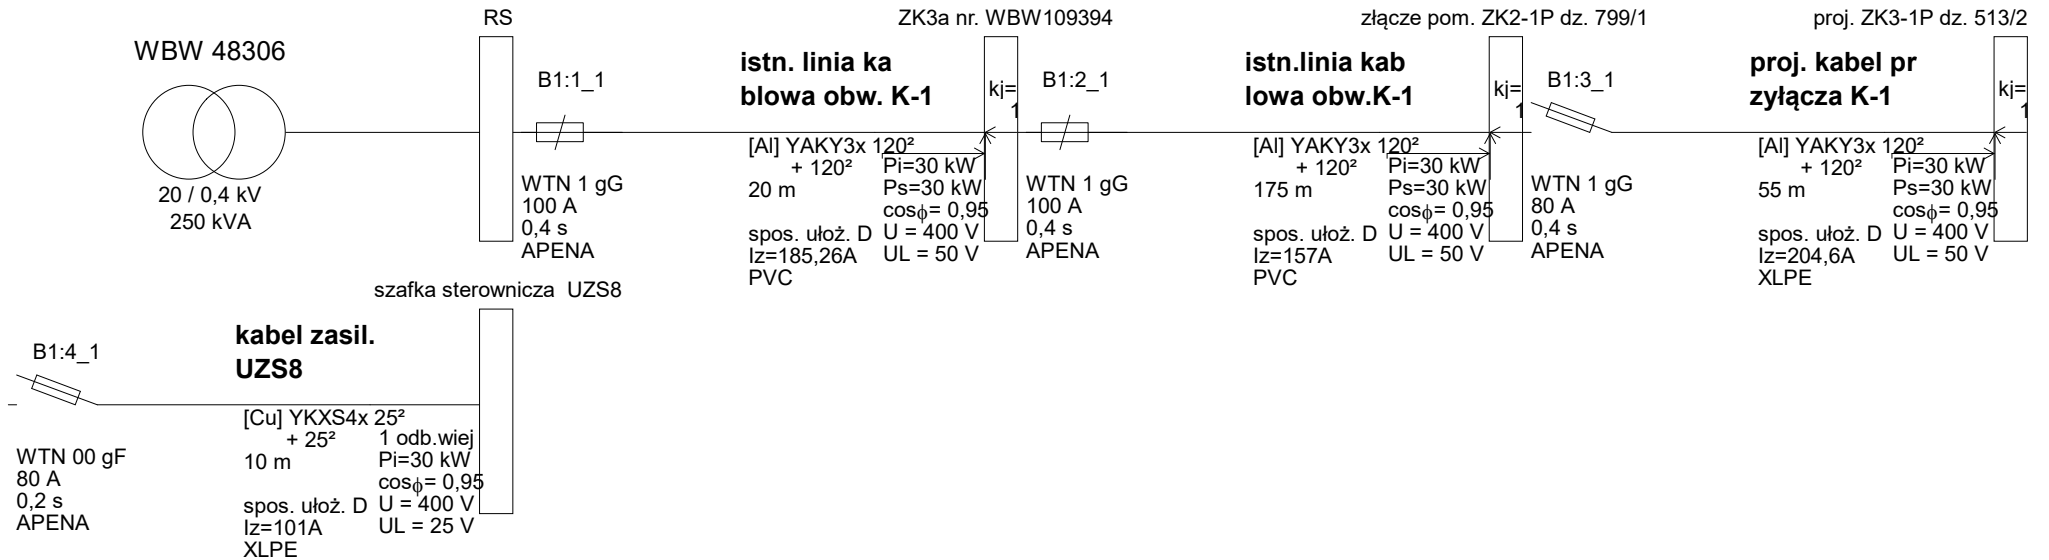 RS
ZK3a nr. WBW109394
złącze pom. ZK2-1P dz. 799/1
proj. ZK3-1P dz. 513/2
WBW 48306
20 / 0,4 kV
250 kVA
B1:1_1
WTN 1 gG
100 A
0,4 s
APENA
istn. linia ka
blowa obw. K-1
[Al] YAKY3x 120²
+ 120²
20 m
spos. ułoż. D
Iz=185,26A
PVC
kj=
1
Pi=30 kW
Ps=30 kW
cosϕ= 0,95
U = 400 V
UL = 50 V
B1:2_1
WTN 1 gG
100 A
0,4 s
APENA
istn.linia kab
lowa obw.K-1
[Al] YAKY3x 120²
+ 120²
175 m
spos. ułoż. D
Iz=157A
PVC
kj=
1
Pi=30 kW
Ps=30 kW
cosϕ= 0,95
U = 400 V
UL = 50 V
B1:3_1
WTN 1 gG
80 A
0,4 s
APENA
proj. kabel pr
zyłącza K-1
[Al] YAKY3x 120²
+ 120²
55 m
spos. ułoż. D
Iz=204,6A
XLPE
kj=
1
Pi=30 kW
Ps=30 kW
cosϕ= 0,95
U = 400 V
UL = 50 V
szafka sterownicza UZS8
B1:4_1
WTN 00 gF
80 A
0,2 s
APENA
kabel zasil.
UZS8
[Cu] YKXS4x 25²
+ 25²
10 m
spos. ułoż. D
Iz=101A
XLPE
1 odb.wiej
Pi=30 kW
cosϕ= 0,95
U = 400 V
UL = 25 V